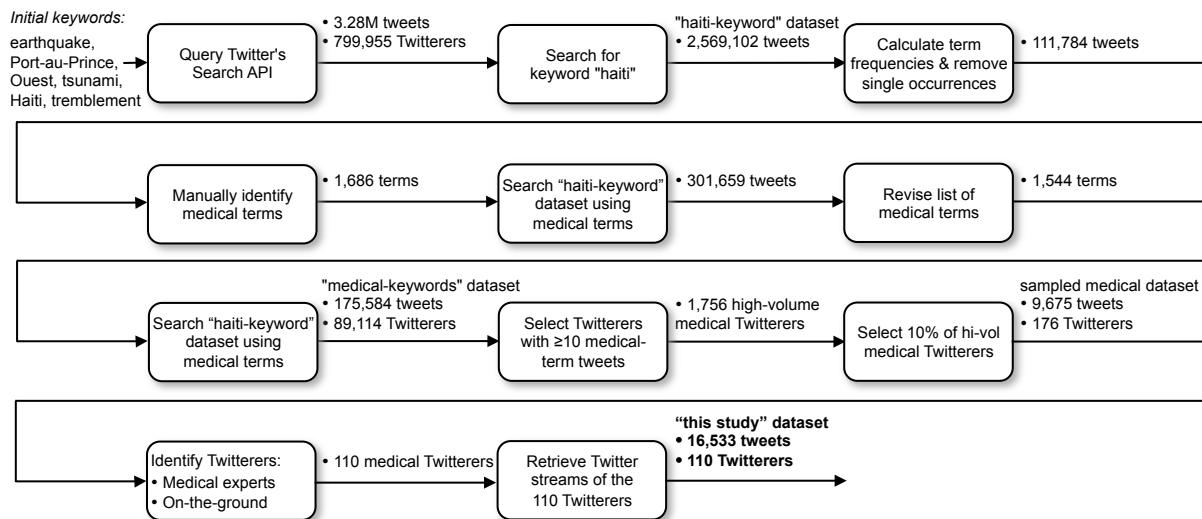 Initial keywords:
earthquake,
Port-au-Prince,
Ouest, tsunami,
Haiti, tremblement
Query Twitter's
Search API
• 3.28M tweets
• 799,955 Twitterers
Search for
keyword "haiti"
"haiti-keyword" dataset
• 2,569,102 tweets
Calculate term
frequencies & remove
single occurrences
• 111,784 tweets
Manually identify
medical terms
• 1,686 terms
Search “haiti-keyword”
dataset using
medical terms
• 301,659 tweets
Revise list of
medical terms
• 1,544 terms
Search “haiti-keyword”
dataset using
medical terms
"medical-keywords" dataset
• 175,584 tweets
• 89,114 Twitterers
Select Twitterers
with ≥10 medical-
term tweets
• 1,756 high-volume
medical Twitterers
Select 10% of hi-vol
medical Twitterers
sampled medical dataset
• 9,675 tweets
• 176 Twitterers
Identify Twitterers:
• Medical experts
• On-the-ground
• 110 medical Twitterers
Retrieve Twitter
streams of the
110 Twitterers
“this study” dataset
• 16,533 tweets
• 110 Twitterers